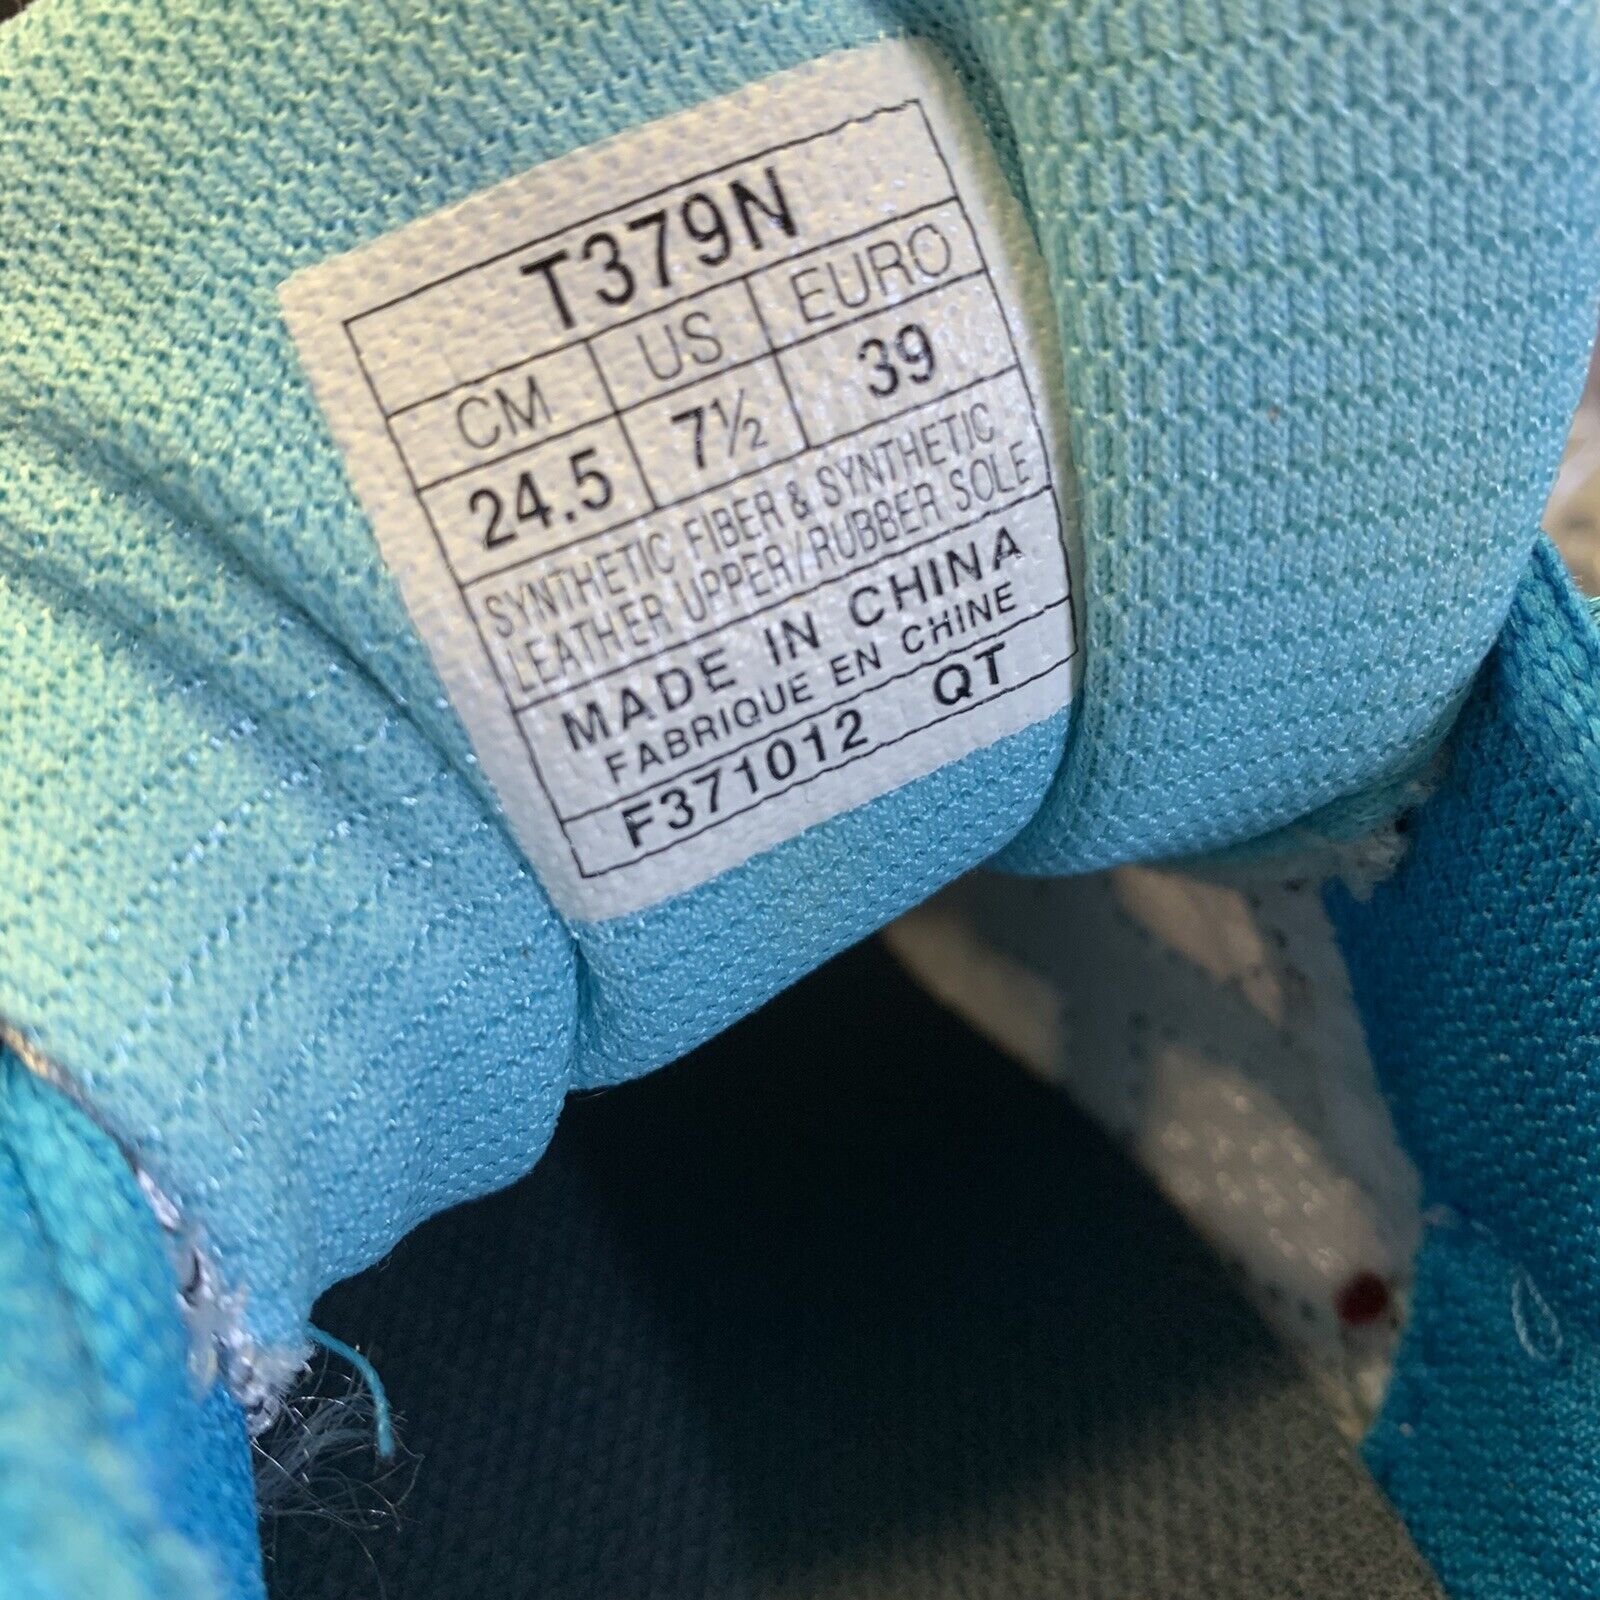 T379N
CM US EURO
24.5 7½ 39
SYNTHETIC FIBER & SYNTHETIC
LEATHER UPPER/RUBBER SOLE
MADE IN CHINA
FABRIQUE EN CHINE
F371012 QT